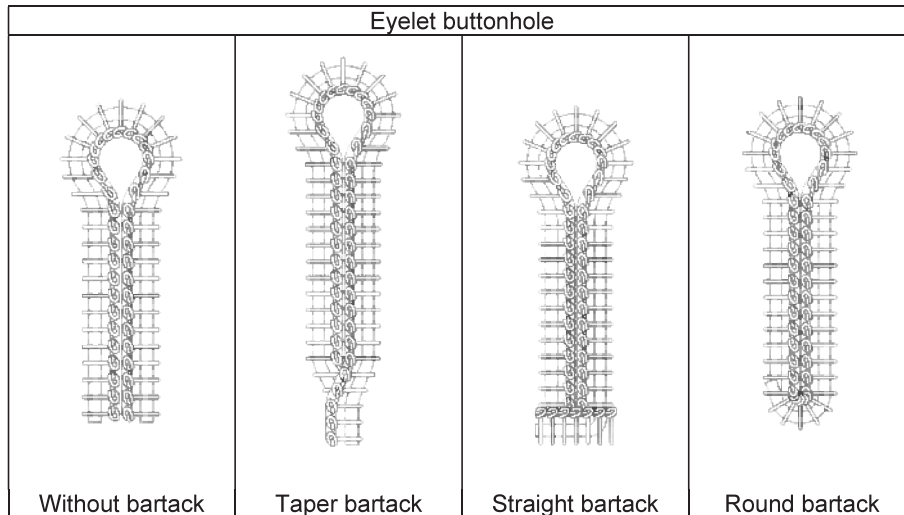 Eyelet buttonhole
Without bartack
Taper bartack
Straight bartack
Round bartack